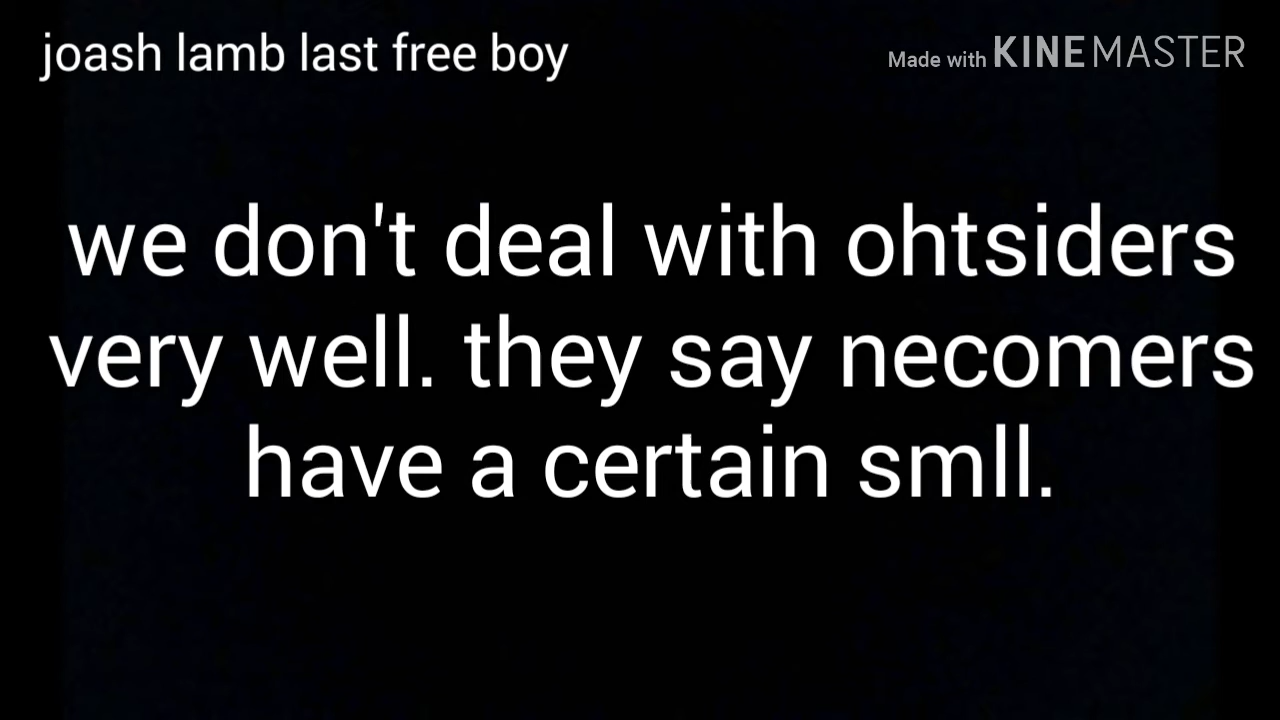 joash lamb last free boy
Made with KINEMASTER
we don't deal with ohtsiders
very well. they say necomers
have a certain smll.